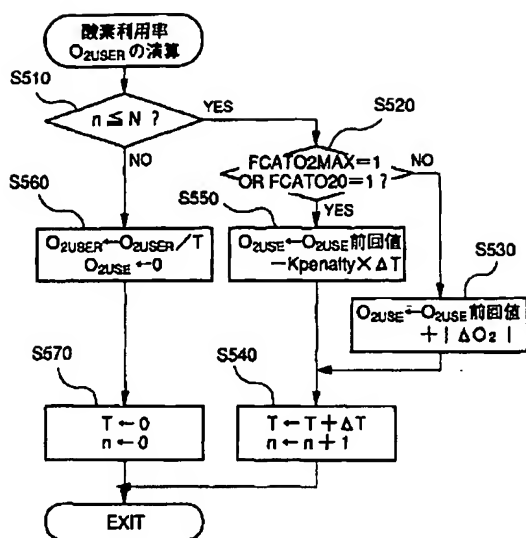 酸素利用率
O2USERの演算
S510
n≦N?
YES
NO
S520
FCATO2MAX=1
OR FCATO20=1?
NO
YES
S560
O2USER←O2USER/T
O2USE←0
S550
O2USE←O2USE前回値
－Kpenalty×ΔT
S530
O2USE←O2USE前回値
＋|ΔO2|
S570
T←0
n←0
S540
T←T＋ΔT
n←n＋1
EXIT